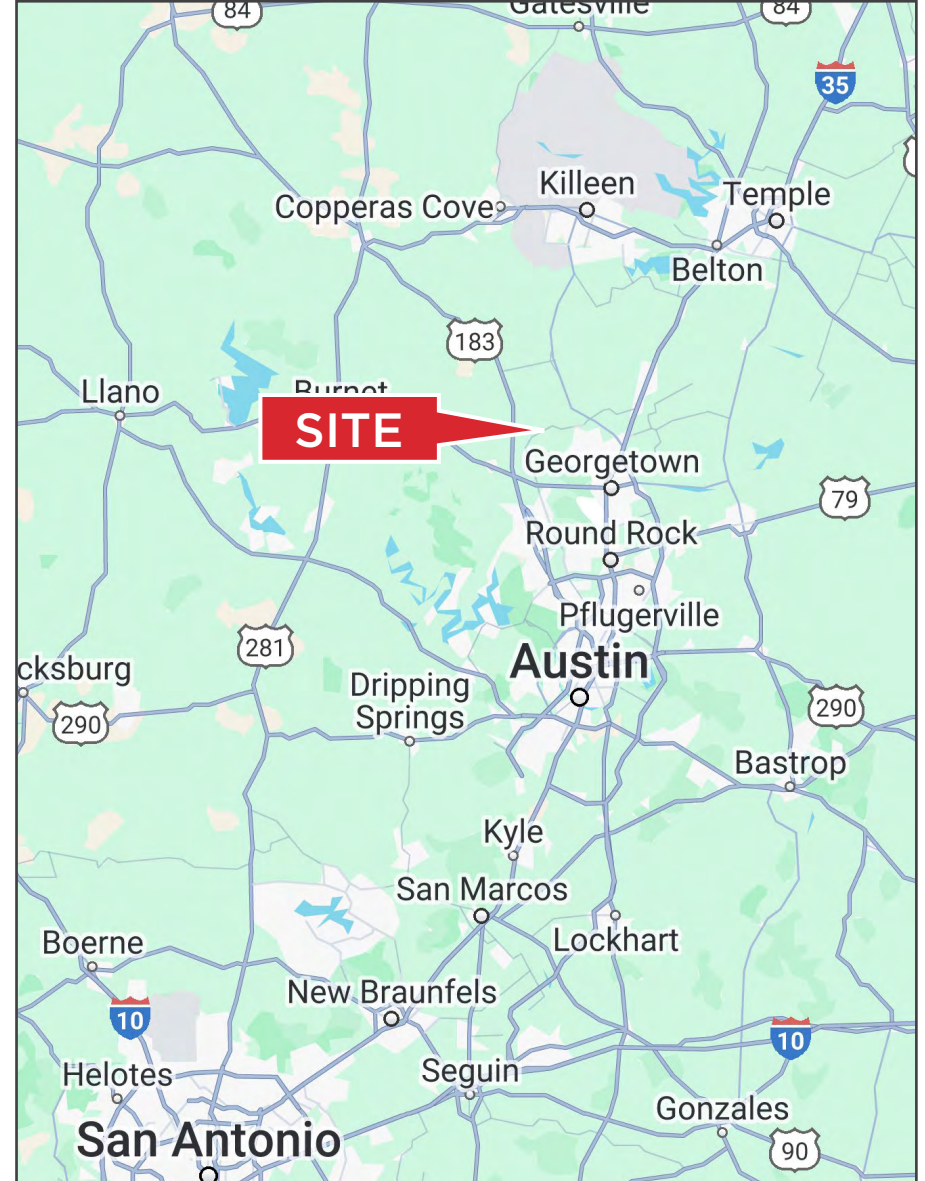 84
Gatesville
84
35
Killeen
Temple
Copperas Cove
Belton
183
Llano
Burnet
SITE
Georgetown
79
Round Rock
Pflugerville
281
Austin
cksburg
Dripping
Springs
290
290
Bastrop
Kyle
San Marcos
Lockhart
Boerne
New Braunfels
10
10
Helotes
Seguin
Gonzales
San Antonio
90